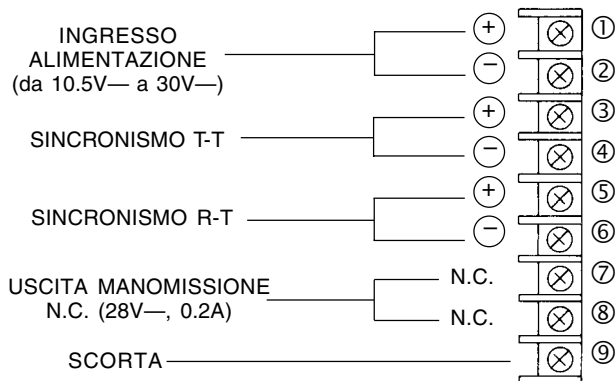 INGRESSO
ALIMENTAZIONE
(da 10.5V— a 30V—)
+ ①
− ②
SINCRONISMO T-T
+ ③
− ④
SINCRONISMO R-T
+ ⑤
− ⑥
USCITA MANOMISSIONE
N.C. (28V—, 0.2A)
N.C. ⑦
N.C. ⑧
SCORTA ⑨